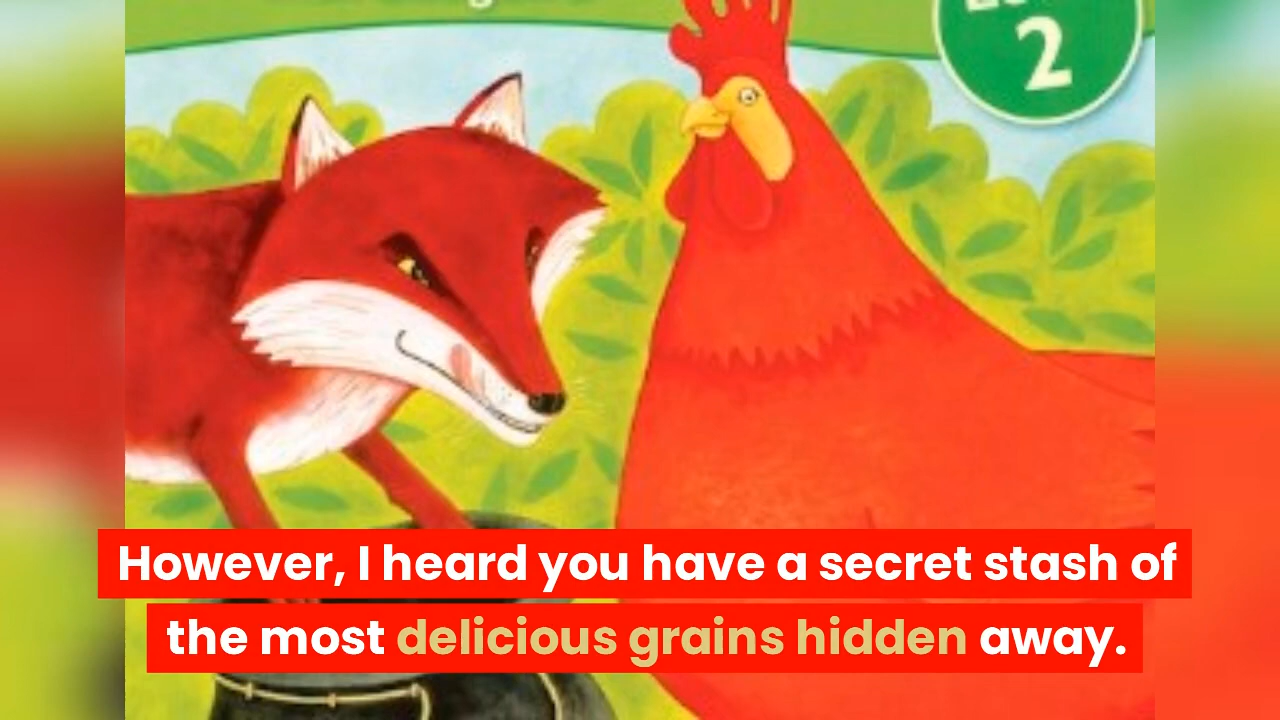 2
However, I heard you have a secret stash of
the most delicious grains hidden away.